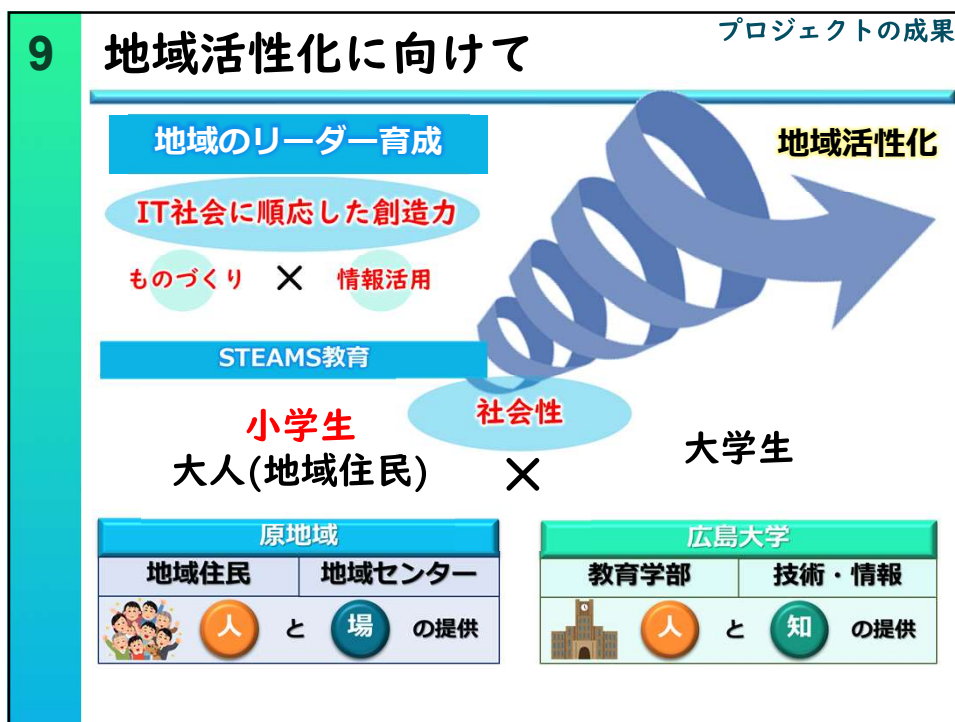 プロジェクトの成果
9 地域活性化に向けて
地域のリーダー育成
地域活性化
IT社会に順応した創造力
ものづくり × 情報活用
STEAMS教育
社会性
小学生
大人(地域住民) × 大学生
原地域
地域住民 地域センター
人 と 場 の提供
広島大学
教育学部 技術・情報
人 と 知 の提供